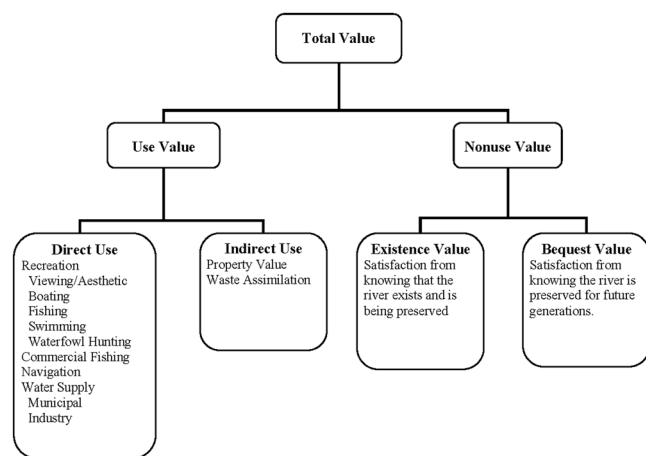 Total Value
Use Value
Nonuse Value
Direct Use
Recreation
Viewing/Aesthetic
Boating
Fishing
Swimming
Waterfowl Hunting
Commercial Fishing
Navigation
Water Supply
Municipal
Industry
Indirect Use
Property Value
Waste Assimilation
Existence Value
Satisfaction from
knowing that the
river exists and is
being preserved
Bequest Value
Satisfaction from
knowing the river is
preserved for future
generations.